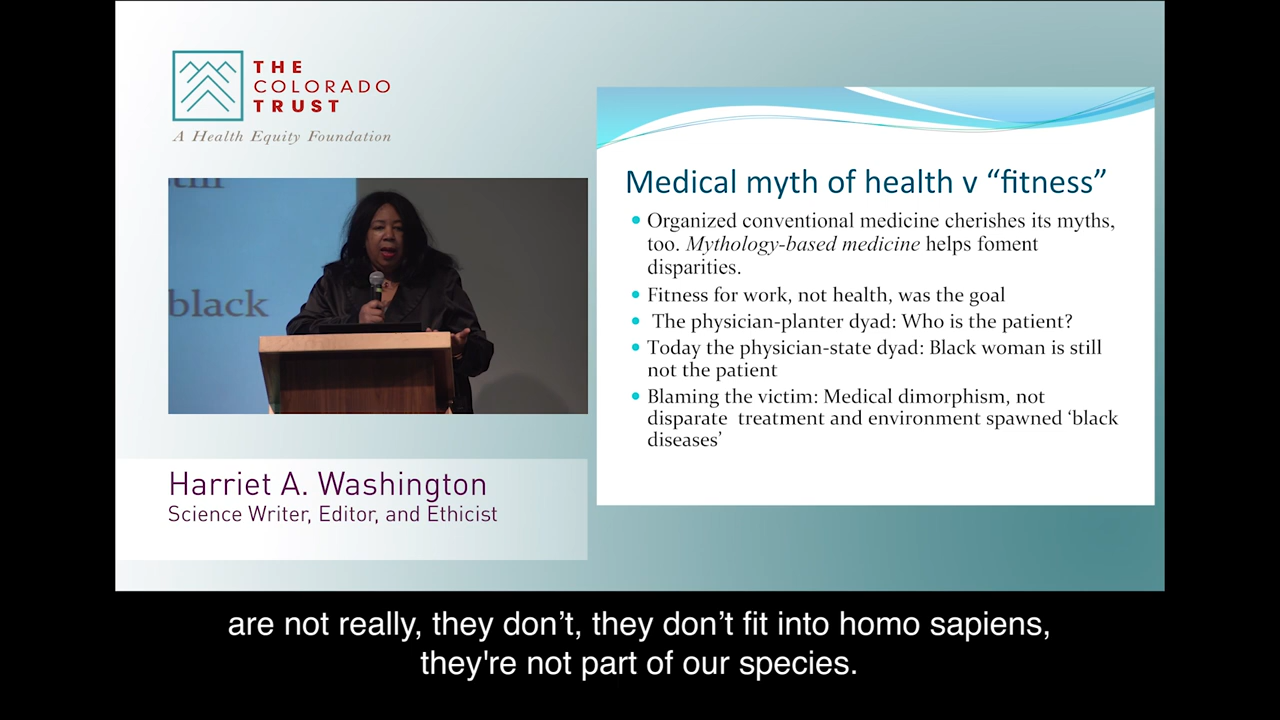 THE
COLORADO
TRUST
A Health Equity Foundation
black
Harriet A. Washington
Science Writer, Editor, and Ethicist
Medical myth of health v “fitness”
Organized conventional medicine cherishes its myths,
too. Mythology-based medicine helps foment
disparities.
Fitness for work, not health, was the goal
The physician-planter dyad: Who is the patient?
Today the physician-state dyad: Black woman is still
not the patient
Blaming the victim: Medical dimorphism, not
disparate treatment and environment spawned ‘black
diseases’
are not really, they don’t, they don’t fit into homo sapiens,
they're not part of our species.